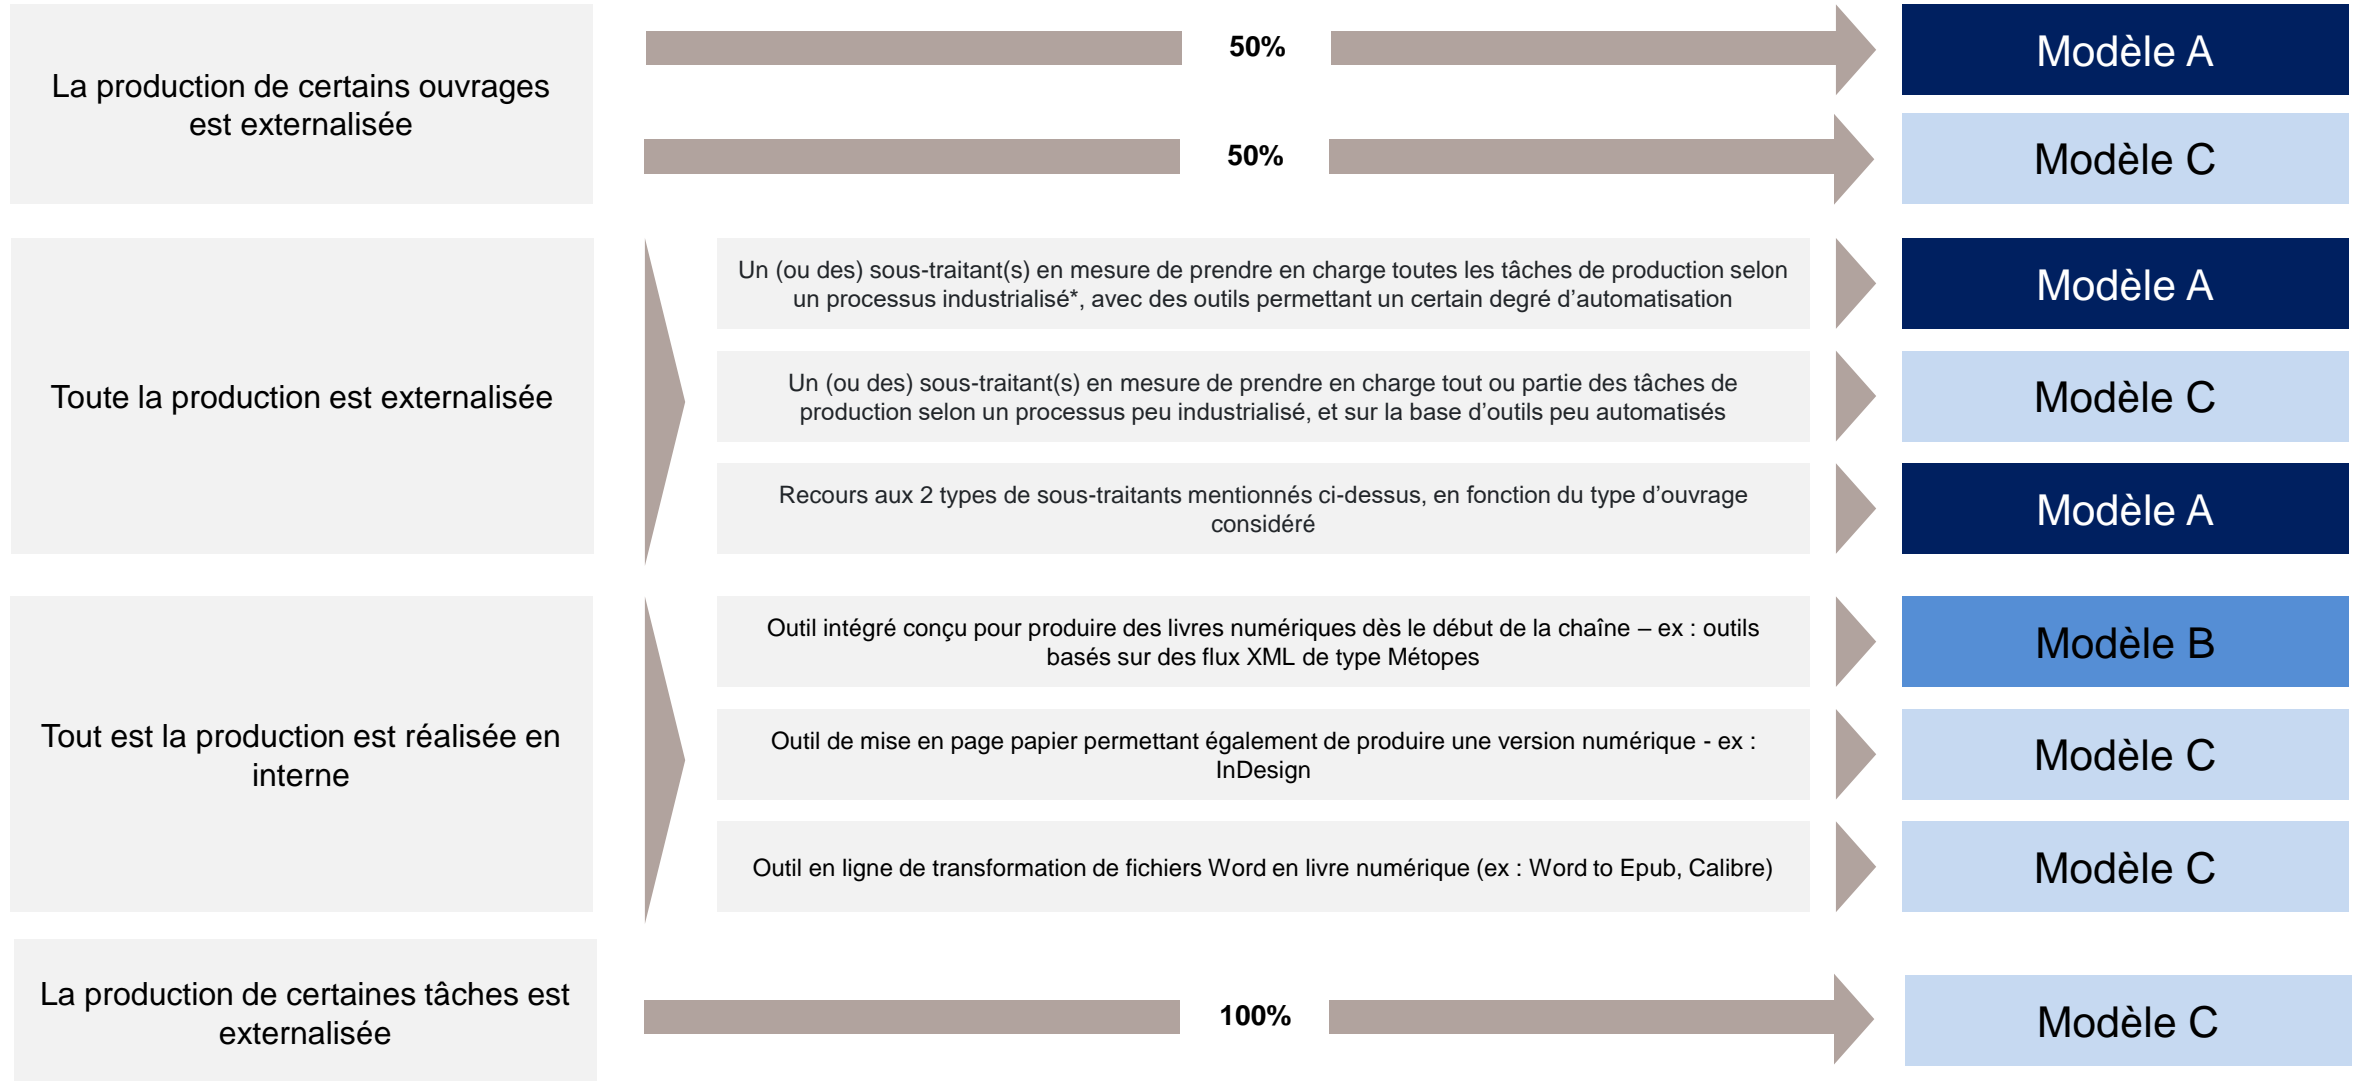 La production de certains ouvrages
est externalisée
50%
Modèle A
50%
Modèle C
Toute la production est externalisée
Un (ou des) sous-traitant(s) en mesure de prendre en charge toutes les tâches de production selon
un processus industrialisé*, avec des outils permettant un certain degré d’automatisation
Modèle A
Un (ou des) sous-traitant(s) en mesure de prendre en charge tout ou partie des tâches de
production selon un processus peu industrialisé, et sur la base d’outils peu automatisés
Modèle C
Recours aux 2 types de sous-traitants mentionnés ci-dessus, en fonction du type d’ouvrage
considéré
Modèle A
Tout est la production est réalisée en
interne
Outil intégré conçu pour produire des livres numériques dès le début de la chaîne – ex : outils
basés sur des flux XML de type Métopes
Modèle B
Outil de mise en page papier permettant également de produire une version numérique - ex :
InDesign
Modèle C
Outil en ligne de transformation de fichiers Word en livre numérique (ex : Word to Epub, Calibre)
Modèle C
La production de certaines tâches est
externalisée
100%
Modèle C